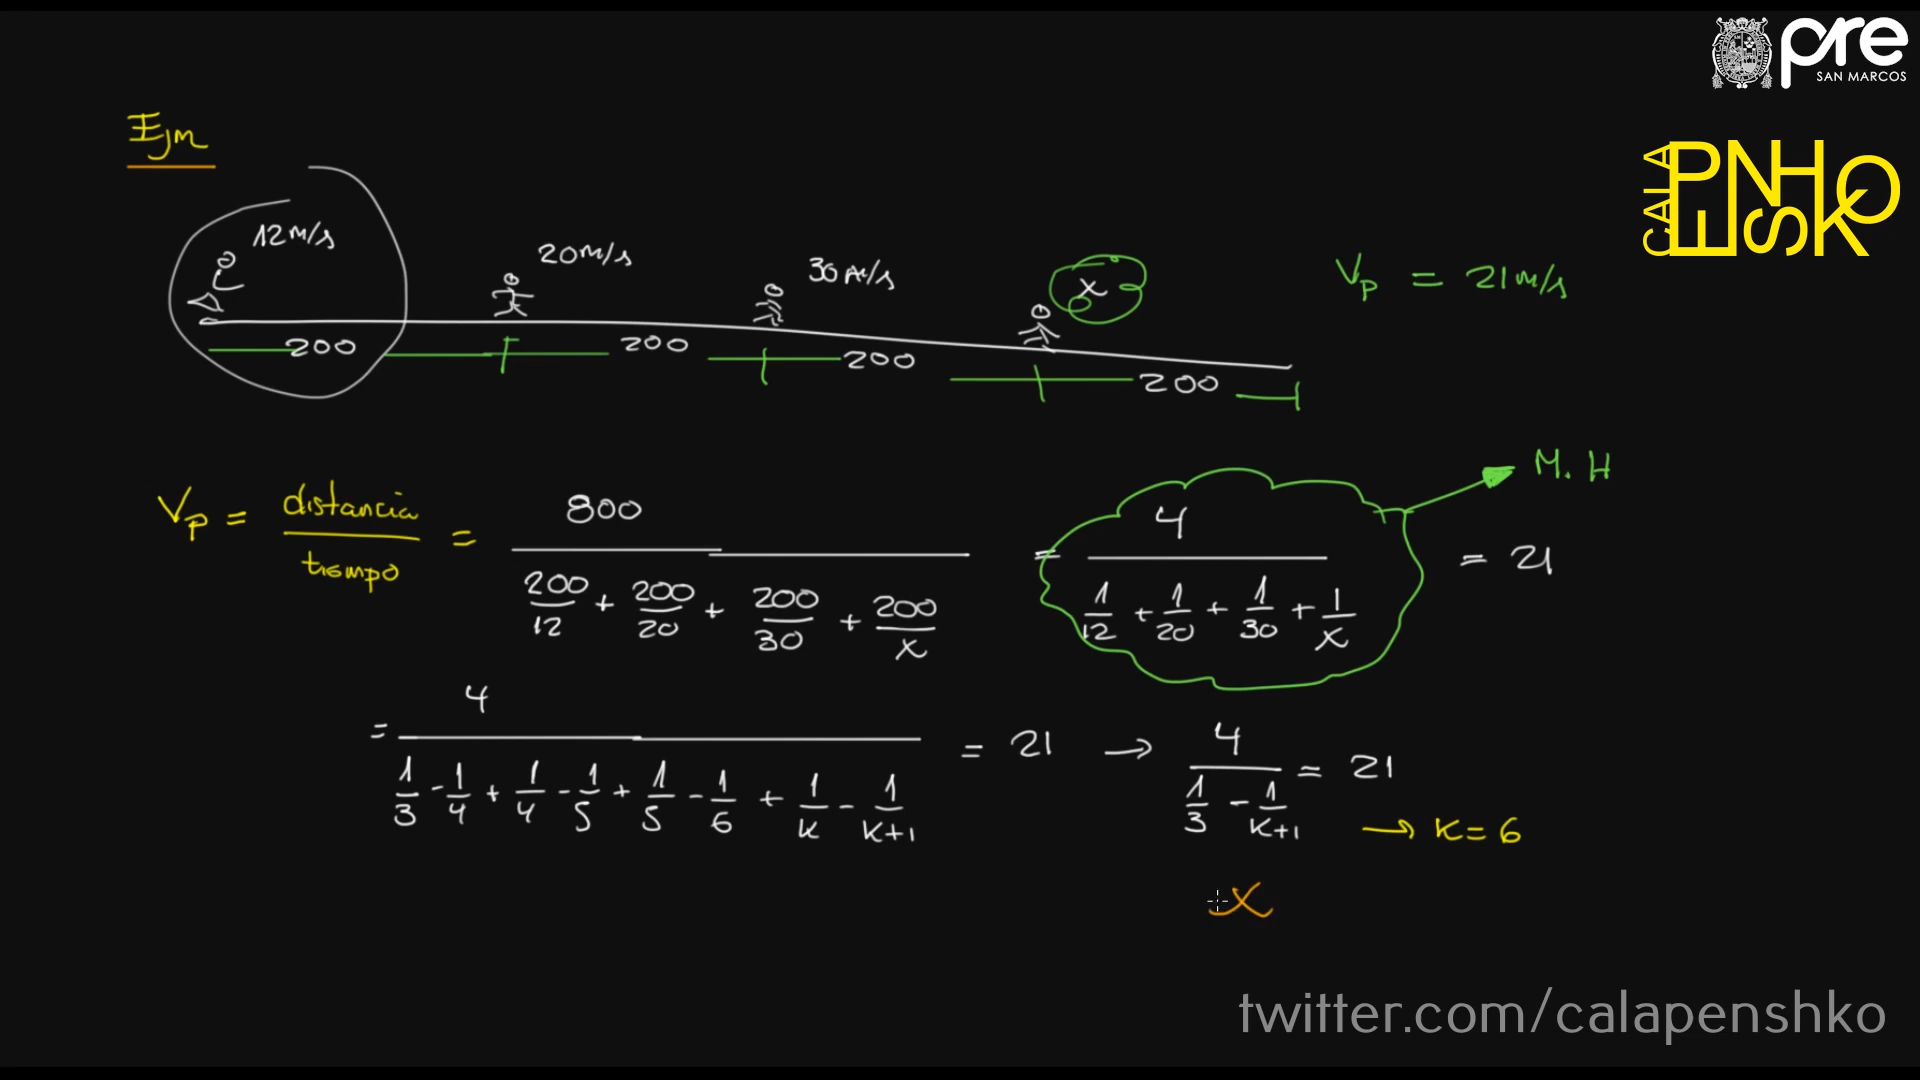 pre
SAN MARCOS
CALA
PENSHKO
Ejm
12m/s
20m/s
30m/s
x
Vp = 21m/s
200 200 200 200
M.H
Vp = distancia/tiempo = 800/(200/12 + 200/20 + 200/30 + 200/x) = 4/(1/12 + 1/20 + 1/30 + 1/x) = 21
= 4/(1/3 - 1/4 + 1/4 - 1/5 + 1/5 - 1/6 + 1/k - 1/k+1) = 21 → 4/(1/3 - 1/k+1) = 21
→ k = 6
x
twitter.com/calapenshko